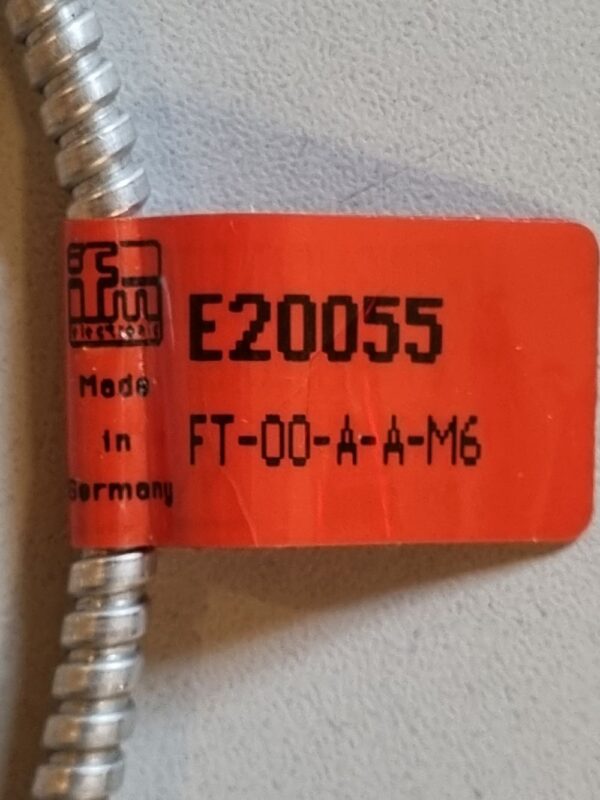 ifm
electronic
Made
in
Germany
E20055
FT-00-A-A-M6